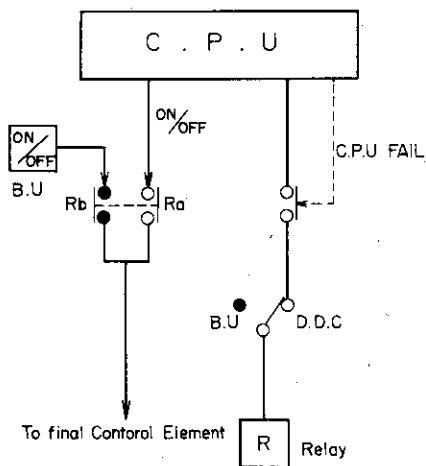 C . P . U
ON/OFF
ON/OFF
B.U
C.P.U FAIL
Rb
Ra
B.U
D.D.C
To final Contorol Element
R
Relay